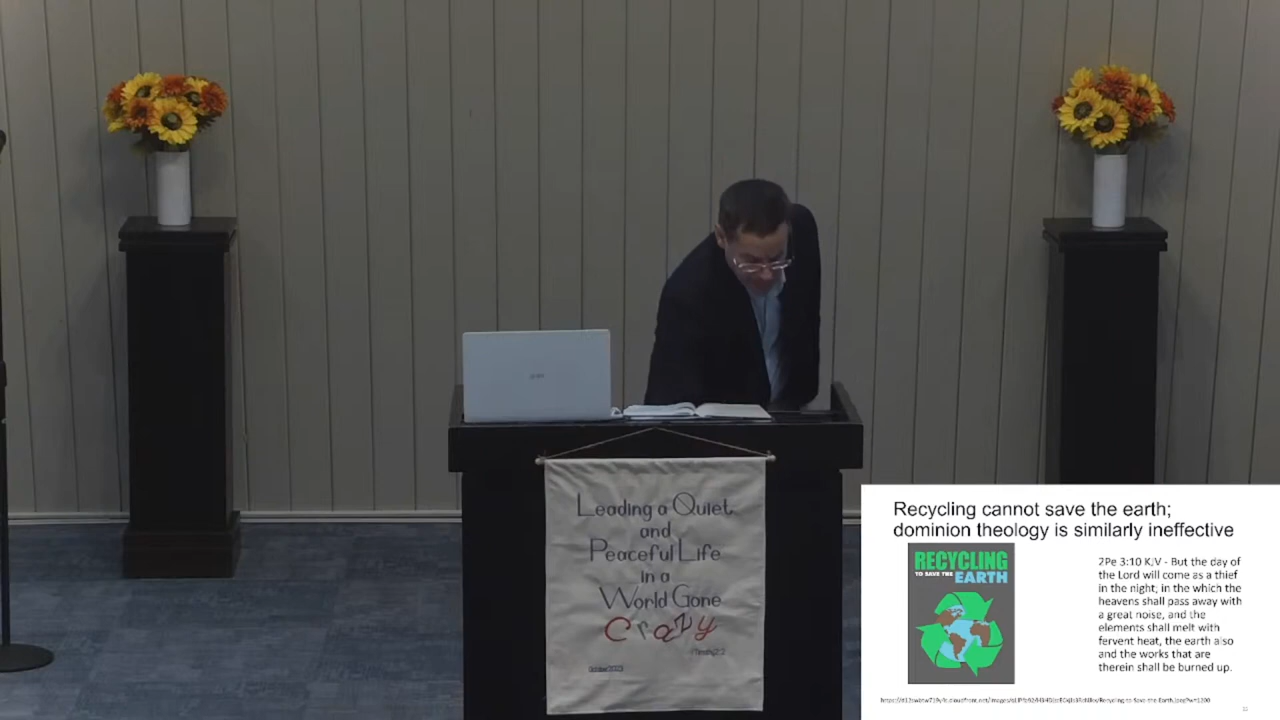 Leading a Quiet
and
Peaceful Life
in a
World Gone
Crazy
Recycling cannot save the earth;
dominion theology is similarly ineffective
RECYCLING
TO SAVE THE EARTH
2Pe 3:10 KJV - But the day of
the Lord will come as a thief
in the night; in the which the
heavens shall pass away with
a great noise, and the
elements shall melt with
fervent heat, the earth also
and the works that are
therein shall be burned up.